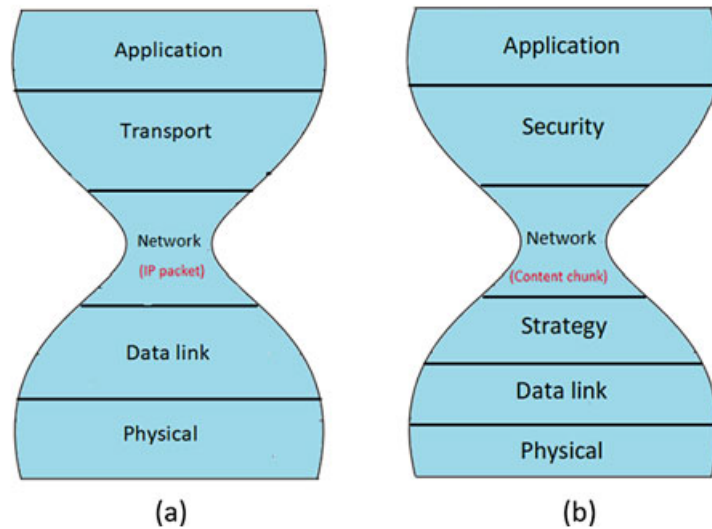 Application
Transport
Network
(IP packet)
Data link
Physical
(a)
Application
Security
Network
(Content chunk)
Strategy
Data link
Physical
(b)